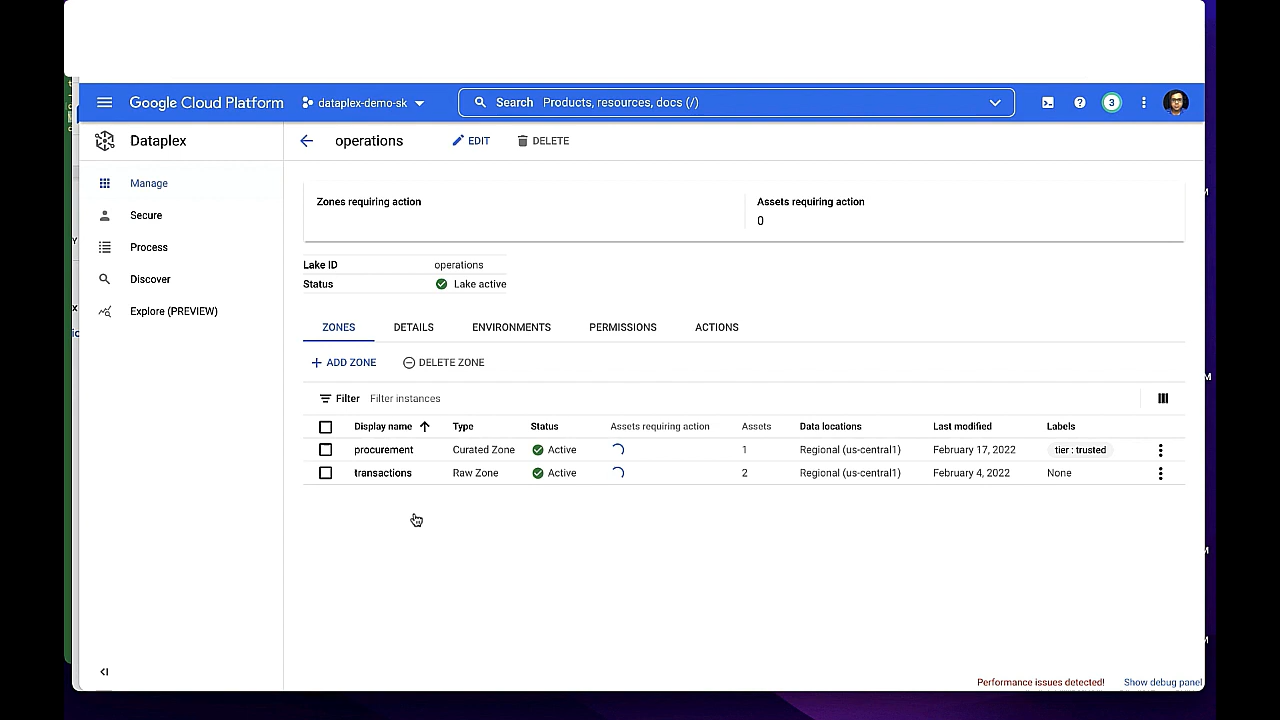 Google Cloud Platform
dataplex-demo-sk
Search Products, resources, docs (/)
3
Dataplex
operations
EDIT
DELETE
Manage
Secure
Process
Discover
Explore (PREVIEW)
Zones requiring action
Assets requiring action
0
Lake ID operations
Status Lake active
ZONES DETAILS ENVIRONMENTS PERMISSIONS ACTIONS
ADD ZONE DELETE ZONE
Filter Filter instances
Display name Type Status Assets requiring action Assets Data locations Last modified Labels
procurement Curated Zone Active 1 Regional (us-central1) February 17, 2022 tier : trusted
transactions Raw Zone Active 2 Regional (us-central1) February 4, 2022 None
Performance issues detected! Show debug panel